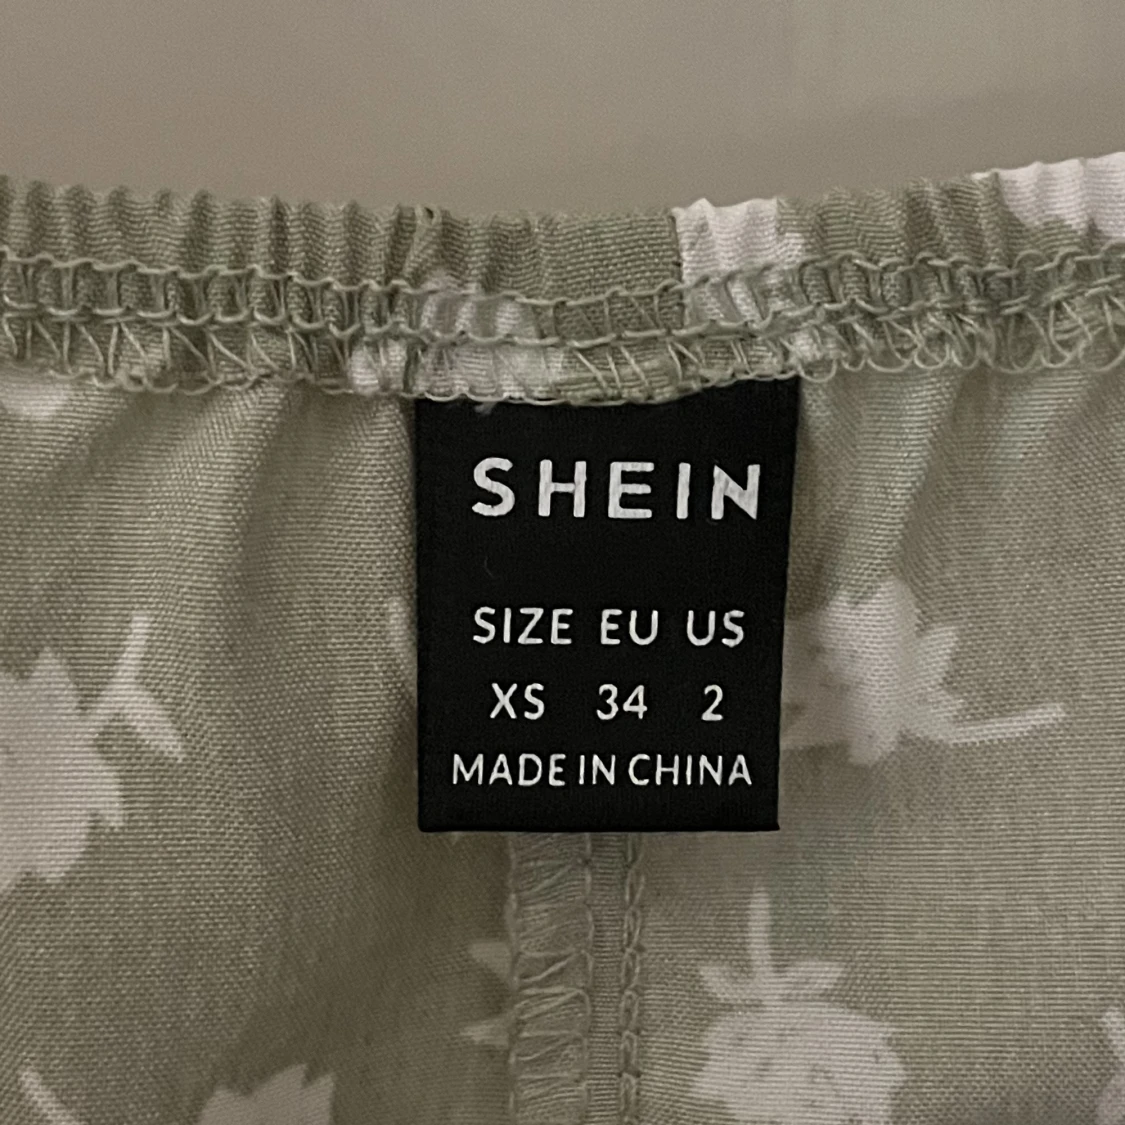 SHEIN
SIZE EU US
XS 34 2
MADE IN CHINA